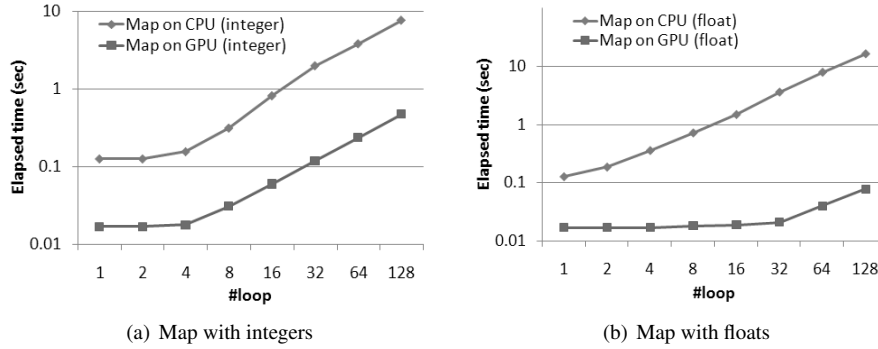 Map on CPU (integer)
Map on GPU (integer)
10
1
0.1
0.01
Elapsed time (sec)
1 2 4 8 16 32 64 128
#loop
(a) Map with integers
Map on CPU (float)
Map on GPU (float)
10
1
0.1
0.01
Elapsed time (sec)
1 2 4 8 16 32 64 128
#loop
(b) Map with floats